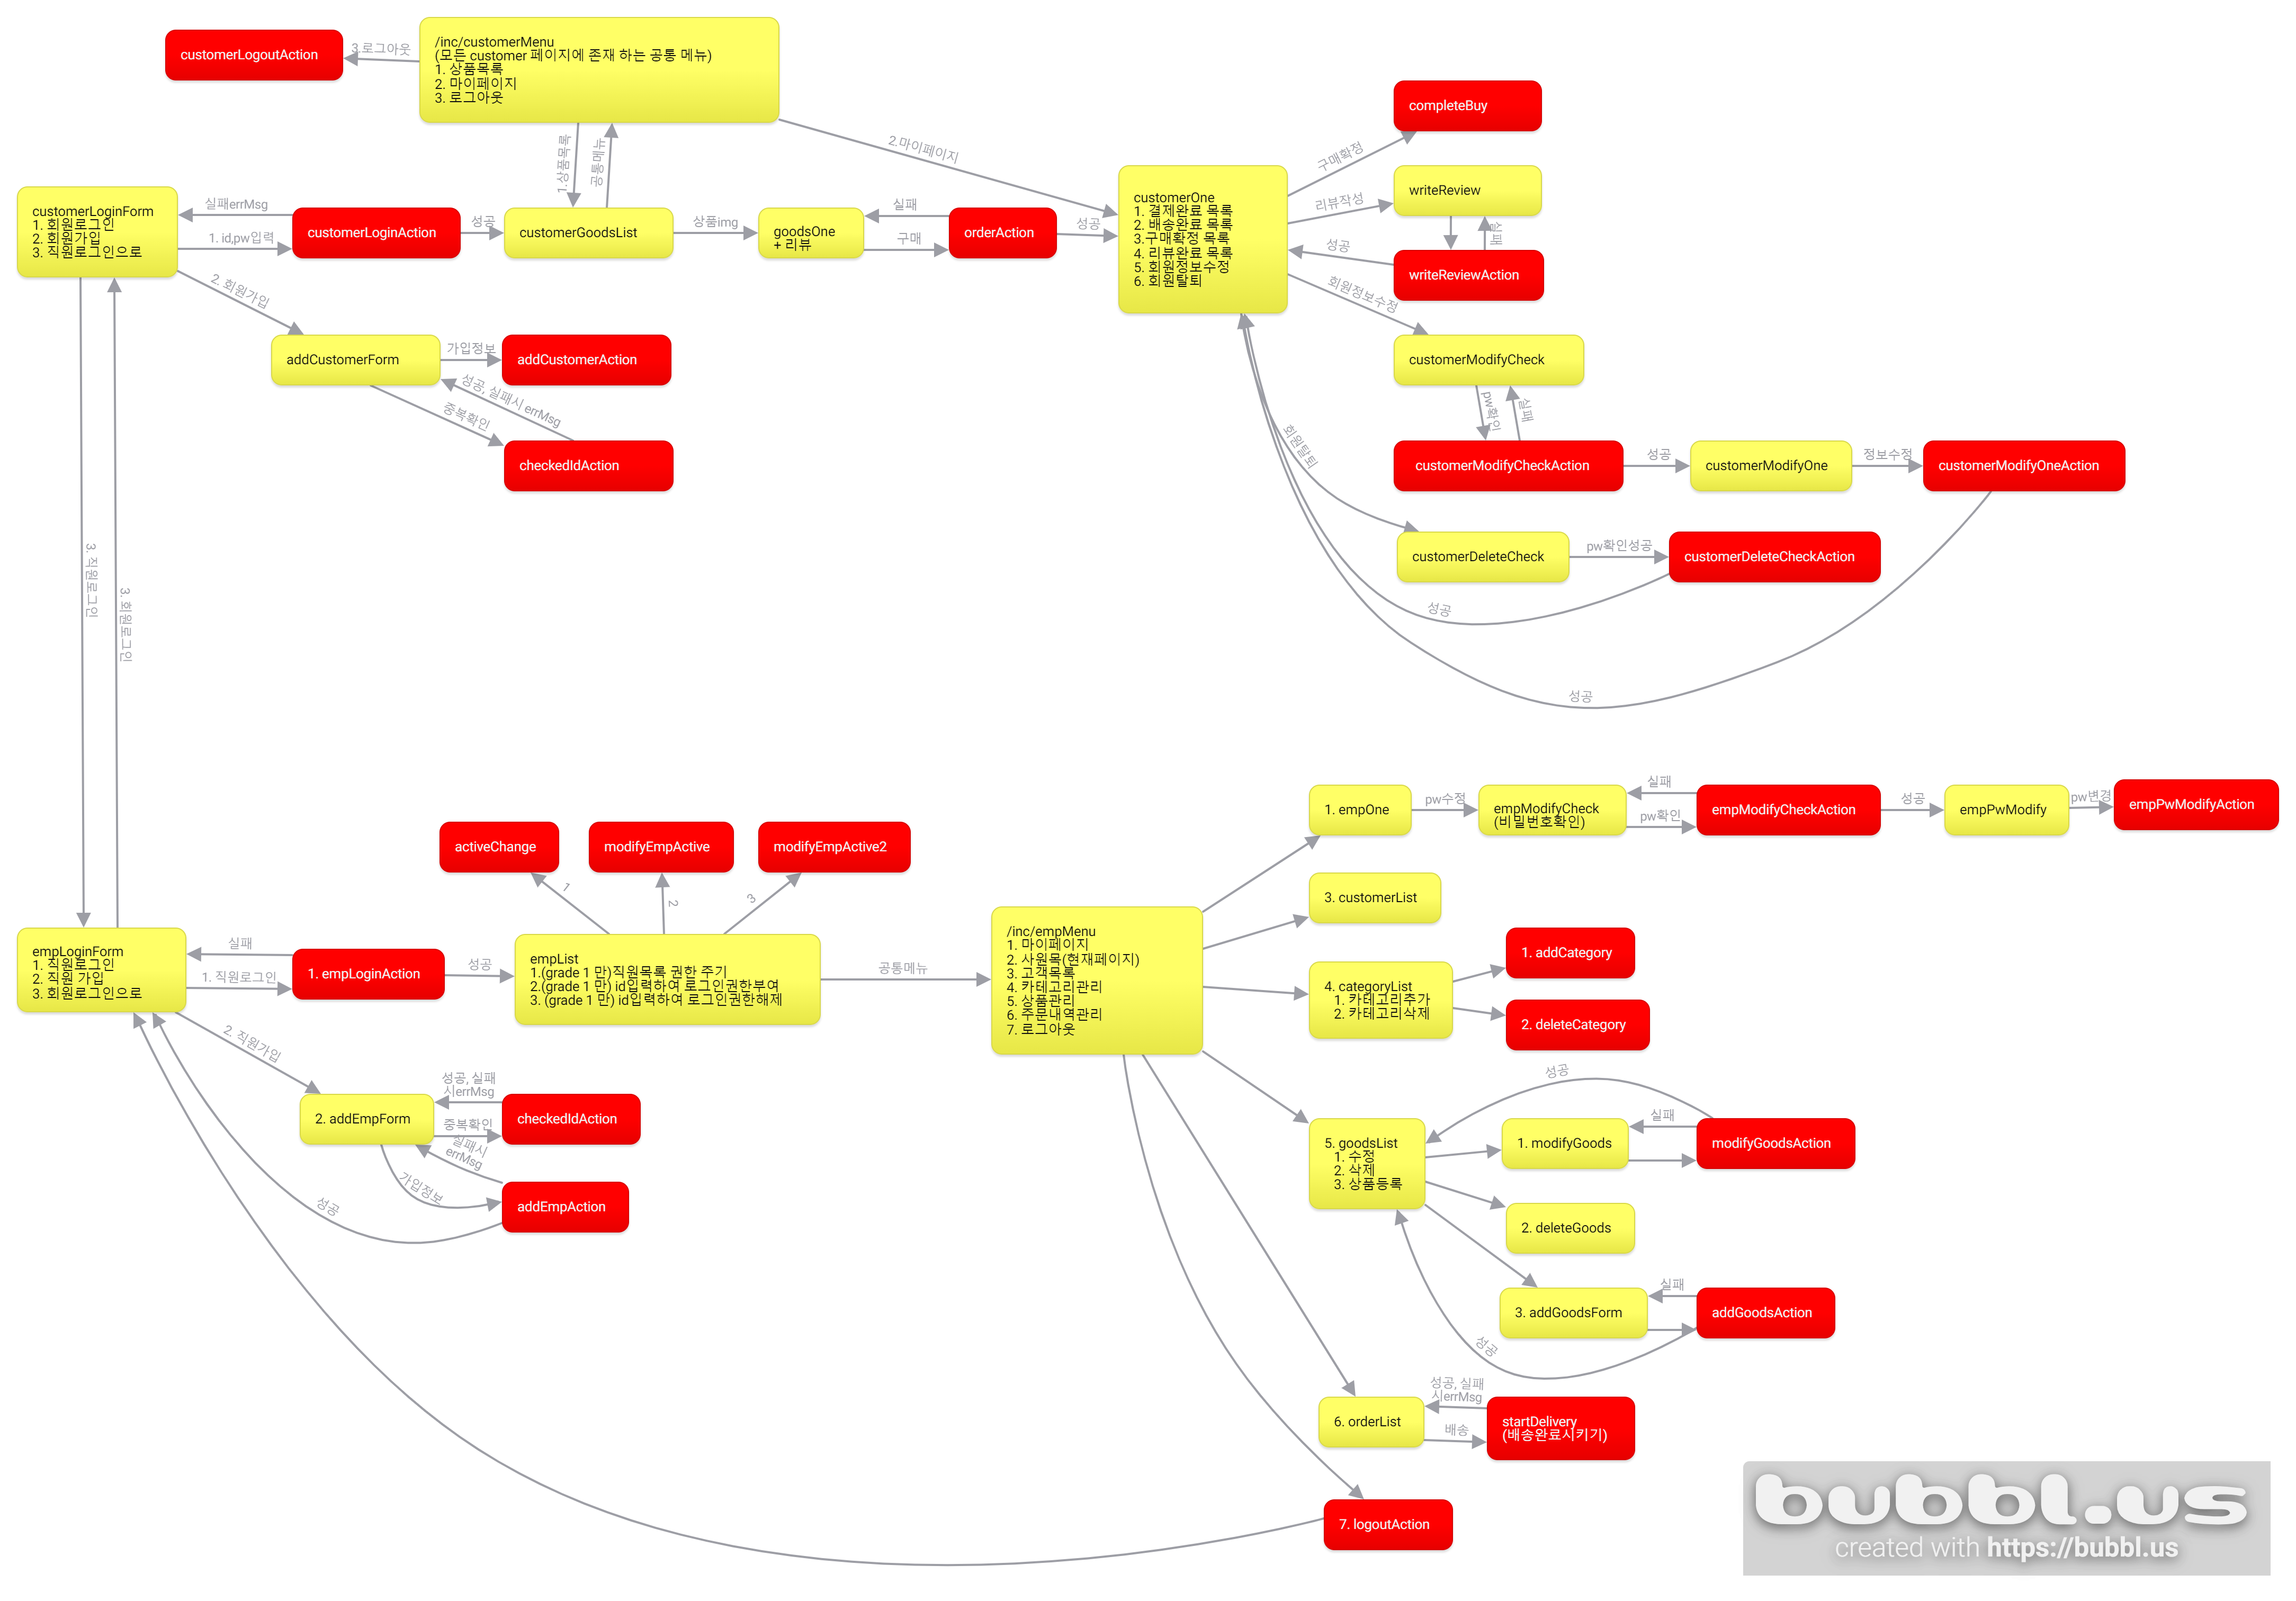 customerLogoutAction
3.로그아웃
/inc/customerMenu
(모든 customer 페이지에 존재 하는 공통 메뉴)
1. 상품목록
2. 마이페이지
3. 로그아웃
1.상품목록
공통메뉴
2.마이페이지
customerLoginForm
1. 회원로그인
2. 회원가입
3. 직원로그인으로
실패errMsg
1. id,pw입력
customerLoginAction
성공
customerGoodsList
상품img
goodsOne
+ 리뷰
실패
구매
orderAction
성공
customerOne
1. 결제완료 목록
2. 배송완료 목록
3.구매확정 목록
4. 리뷰완료 목록
5. 회원정보수정
6. 회원탈퇴
구매확정
completeBuy
리뷰작성
writeReview
실패
성공
writeReviewAction
회원정보수정
customerModifyCheck
pw확인
실패
customerModifyCheckAction
성공
customerModifyOne
정보수정
customerModifyOneAction
회원탈퇴
customerDeleteCheck
pw확인성공
customerDeleteCheckAction
성공
성공
2. 회원가입
addCustomerForm
가입정보
addCustomerAction
성공, 실패시 errMsg
중복확인
checkedIdAction
3. 직원로그인
3. 회원로그인
empLoginForm
1. 직원로그인
2. 직원 가입
3. 회원로그인으로
실패
1. 직원로그인
1. empLoginAction
성공
activeChange
modifyEmpActive
modifyEmpActive2
1
2
3
empList
1.(grade 1 만)직원목록 권한 주기
2.(grade 1 만) id입력하여 로그인권한부여
3. (grade 1 만) id입력하여 로그인권한해제
공통메뉴
/inc/empMenu
1. 마이페이지
2. 사원목(현재페이지)
3. 고객목록
4. 카테고리관리
5. 상품관리
6. 주문내역관리
7. 로그아웃
1. empOne
pw수정
empModifyCheck
(비밀번호확인)
실패
pw확인
empModifyCheckAction
성공
empPwModify
pw변경
empPwModifyAction
3. customerList
4. categoryList
1. 카테고리추가
2. 카테고리삭제
1. addCategory
2. deleteCategory
2. 직원가입
2. addEmpForm
성공, 실패
시errMsg
중복확인
checkedIdAction
실패시
errMsg
가입정보
addEmpAction
성공
성공
5. goodsList
1. 수정
2. 삭제
3. 상품등록
1. modifyGoods
실패
modifyGoodsAction
2. deleteGoods
3. addGoodsForm
실패
addGoodsAction
성공
6. orderList
성공, 실패
시errMsg
배송
startDelivery
(배송완료시키기)
7. logoutAction
bubbl.us
created with https://bubbl.us